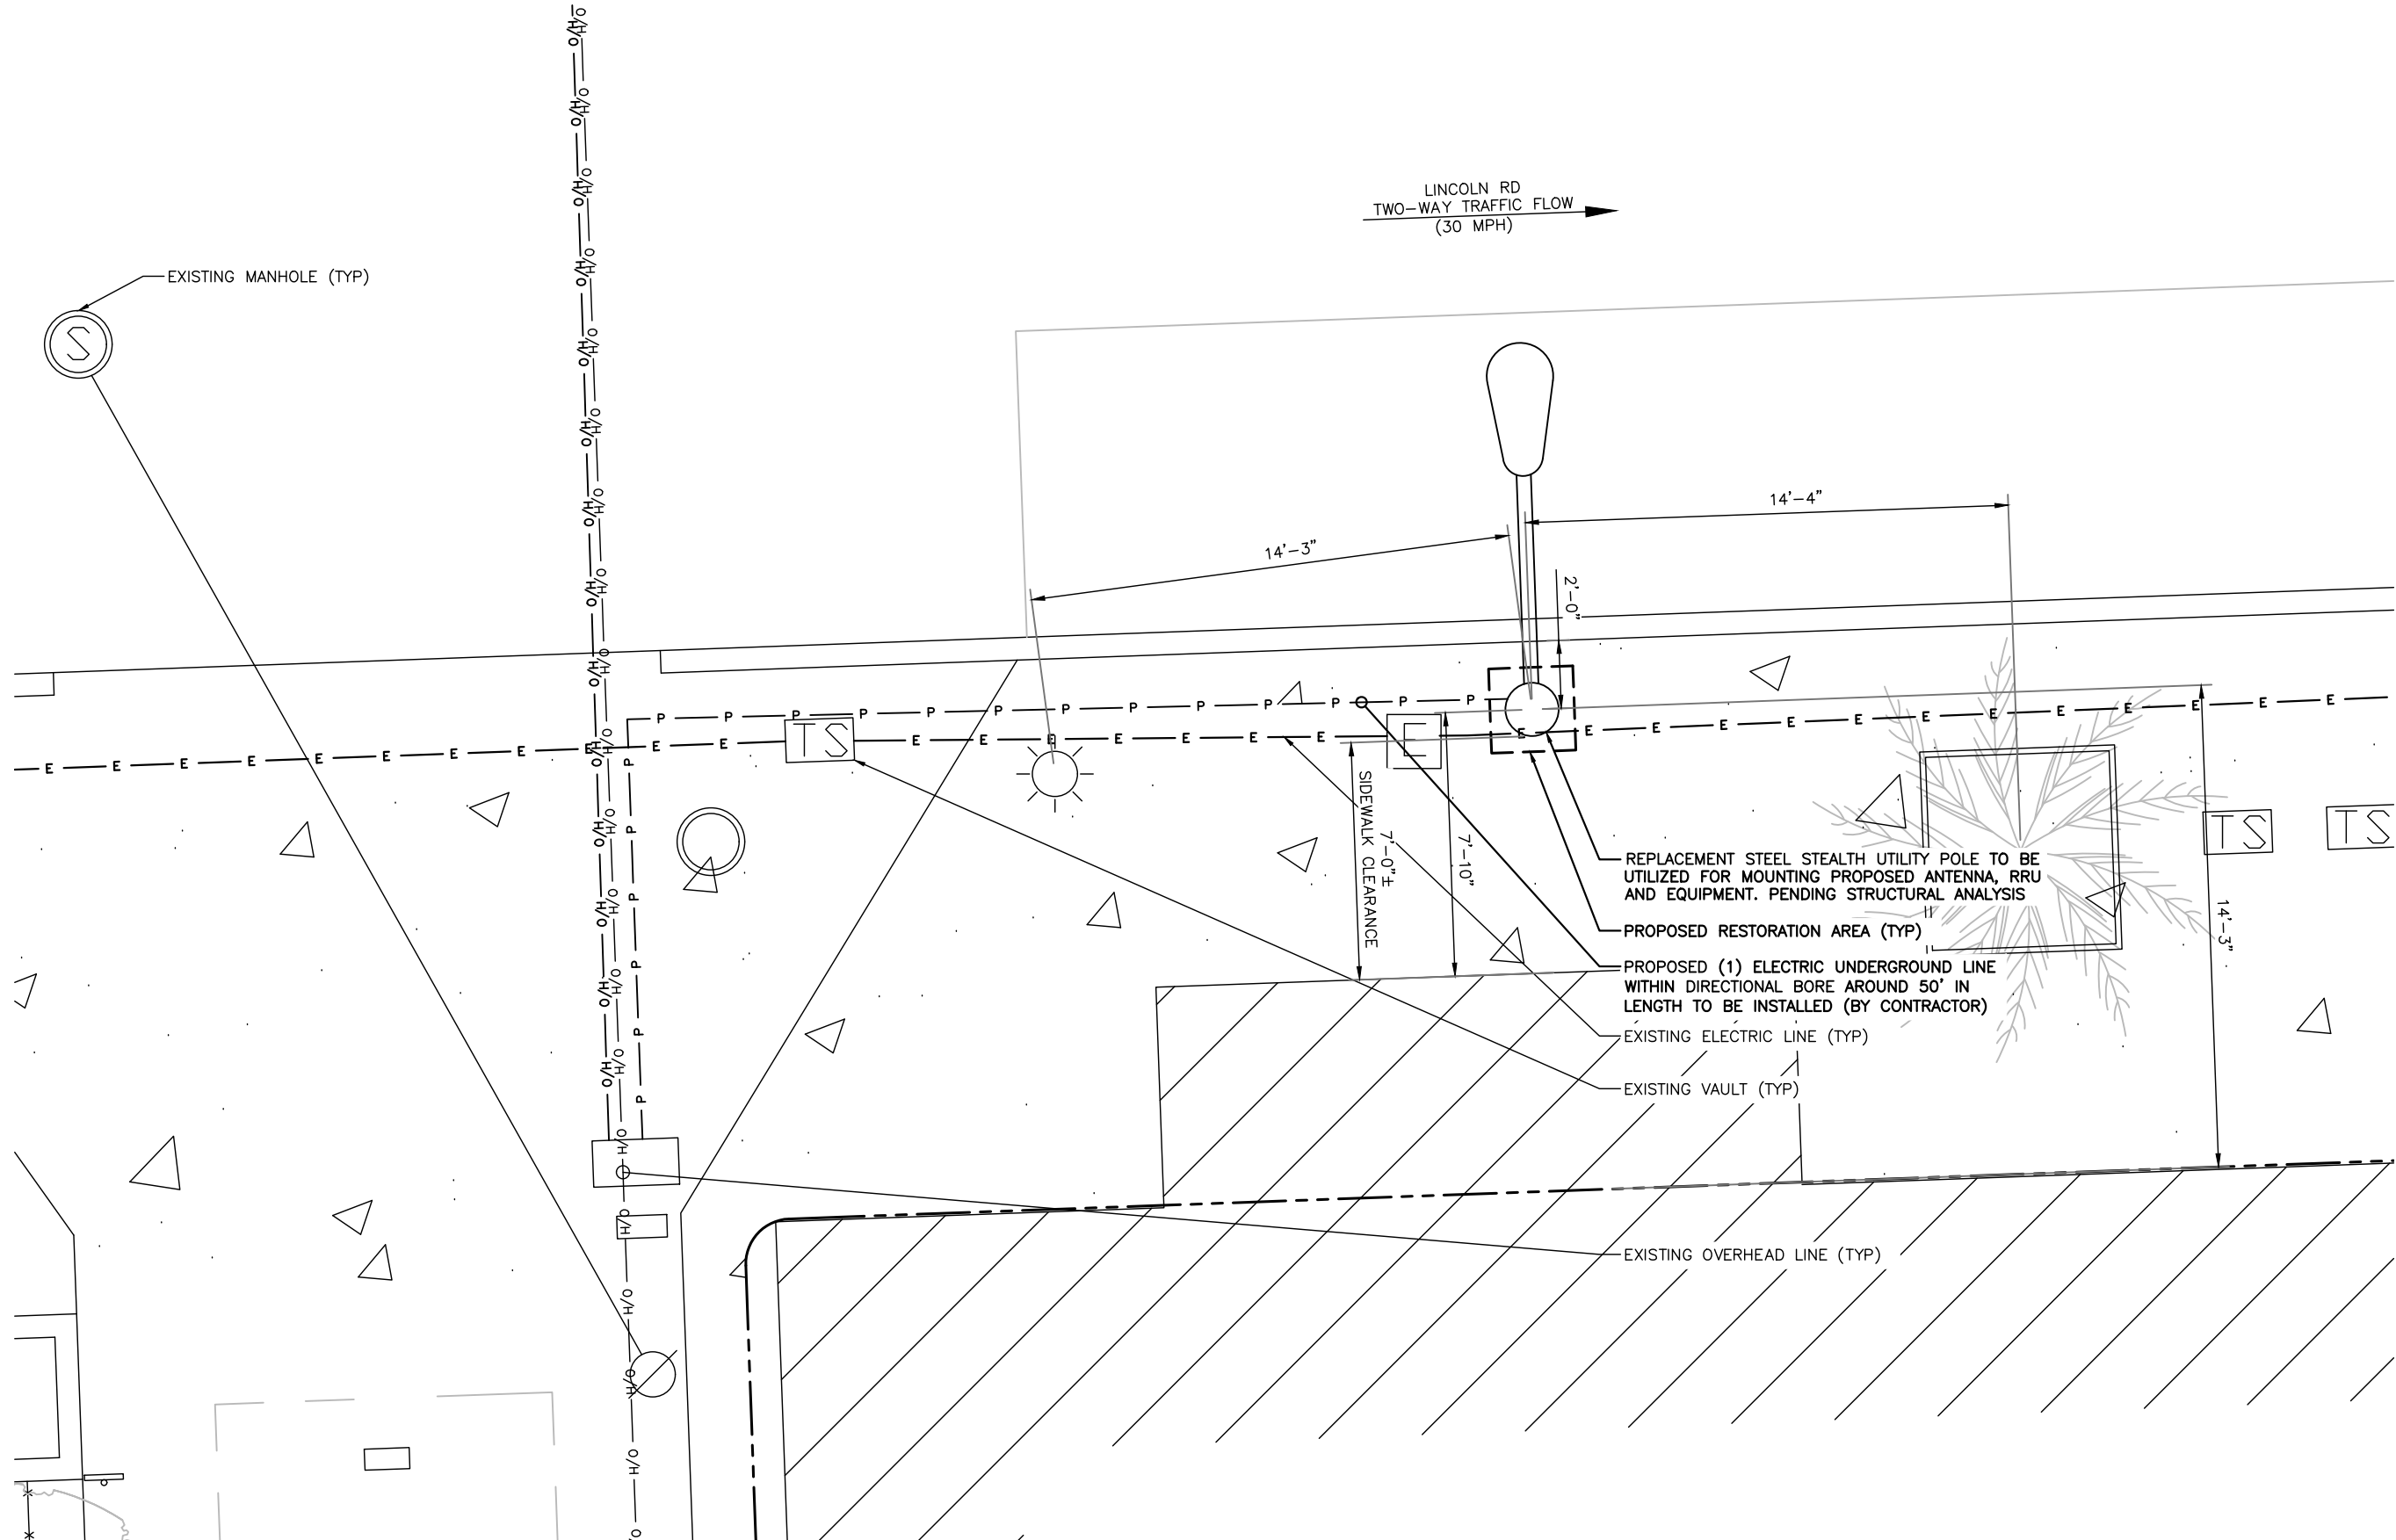 LINCOLN RD
TWO-WAY TRAFFIC FLOW
(30 MPH)
EXISTING MANHOLE (TYP)
S
14'-4"
14'-3"
2'-0"
TS
E
TS
TS
SIDEWALK CLEARANCE
7'-0"±
7'-10"
14'-3"
REPLACEMENT STEEL STEALTH UTILITY POLE TO BE
UTILIZED FOR MOUNTING PROPOSED ANTENNA, RRU
AND EQUIPMENT. PENDING STRUCTURAL ANALYSIS
PROPOSED RESTORATION AREA (TYP)
PROPOSED (1) ELECTRIC UNDERGROUND LINE
WITHIN DIRECTIONAL BORE AROUND 50' IN
LENGTH TO BE INSTALLED (BY CONTRACTOR)
EXISTING ELECTRIC LINE (TYP)
EXISTING VAULT (TYP)
EXISTING OVERHEAD LINE (TYP)
O/H O/H O/H O/H O/H O/H O/H O/H O/H O/H O/H O/H O/H O/H
P P P P P P P P P P P P P
P P P P P P
E E E E E E E E E E E E E E E E E E E E E E E E E E E E E E E E